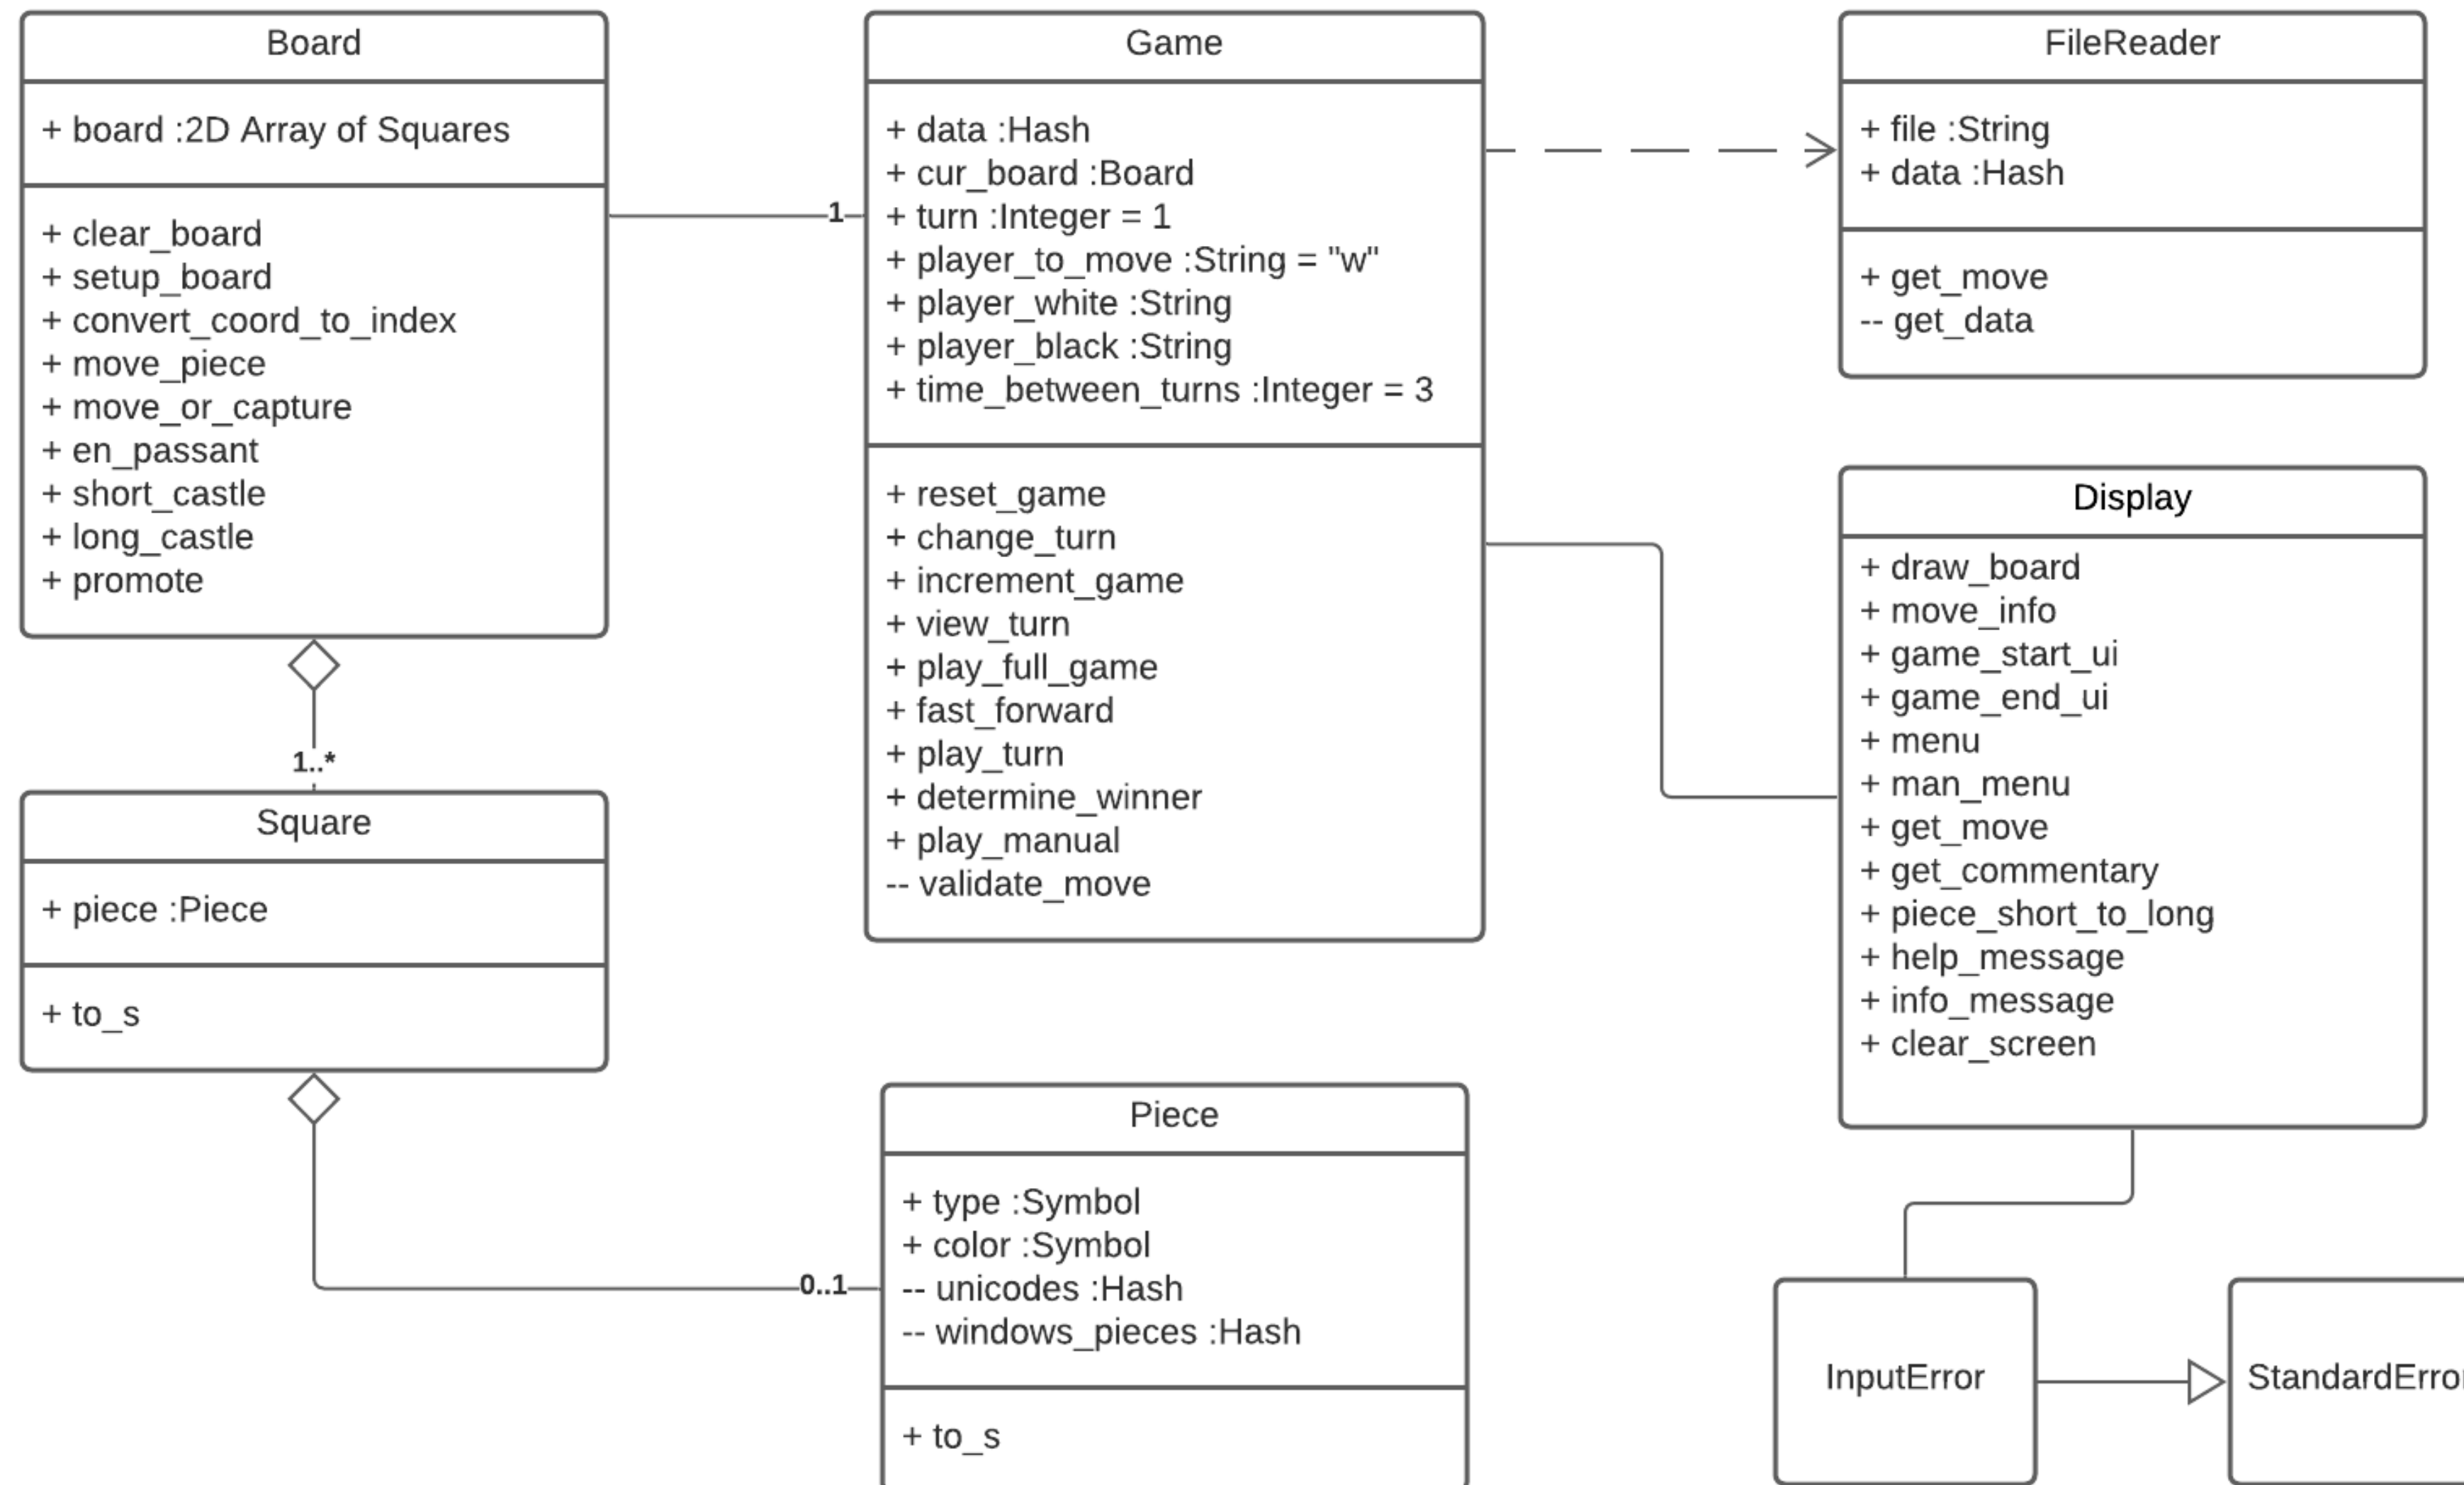 Board
+ board :2D Array of Squares
+ clear_board
+ setup_board
+ convert_coord_to_index
+ move_piece
+ move_or_capture
+ en_passant
+ short_castle
+ long_castle
+ promote
1
Game
+ data :Hash
+ cur_board :Board
+ turn :Integer = 1
+ player_to_move :String = "w"
+ player_white :String
+ player_black :String
+ time_between_turns :Integer = 3
+ reset_game
+ change_turn
+ increment_game
+ view_turn
+ play_full_game
+ fast_forward
+ play_turn
+ determine_winner
+ play_manual
-- validate_move
FileReader
+ file :String
+ data :Hash
+ get_move
-- get_data
Display
+ draw_board
+ move_info
+ game_start_ui
+ game_end_ui
+ menu
+ man_menu
+ get_move
+ get_commentary
+ piece_short_to_long
+ help_message
+ info_message
+ clear_screen
1..*
Square
+ piece :Piece
+ to_s
0..1
Piece
+ type :Symbol
+ color :Symbol
-- unicodes :Hash
-- windows_pieces :Hash
+ to_s
InputError
StandardError